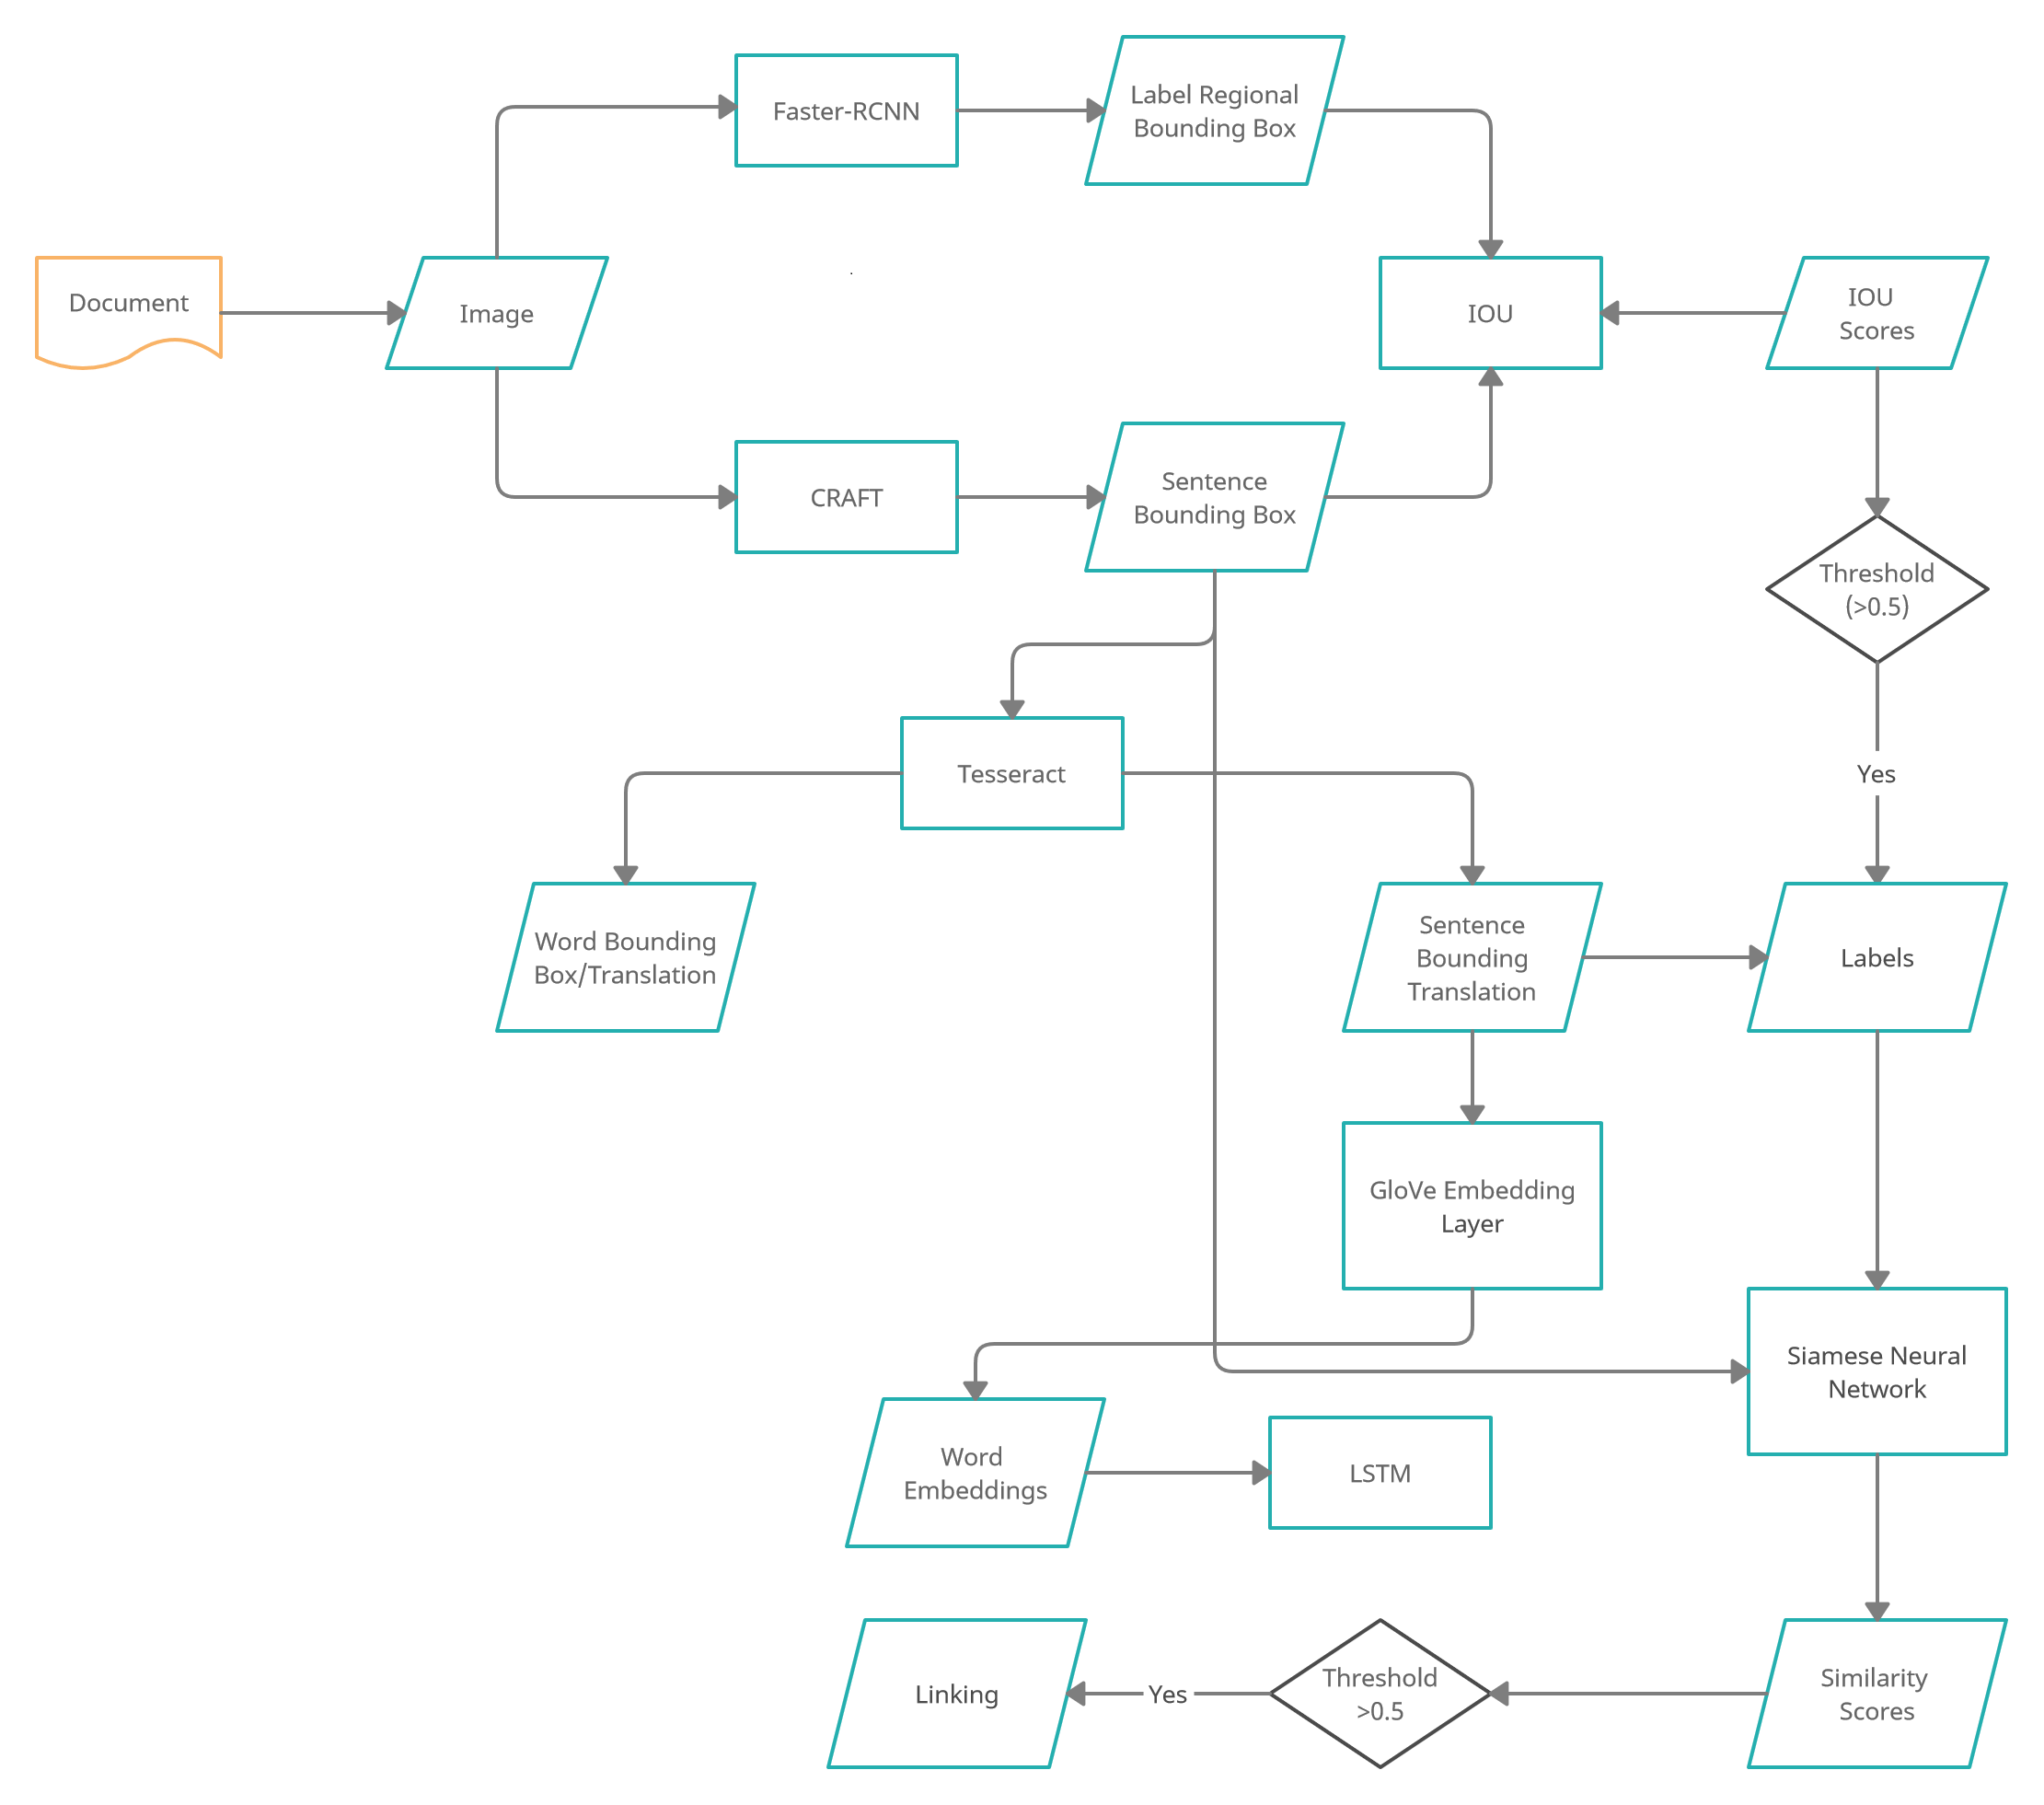 Faster-RCNN
Label Regional
Bounding Box
Document
Image
IOU
IOU
Scores
CRAFT
Sentence
Bounding Box
Threshold
(>0.5)
Tesseract
Yes
Word Bounding
Box/Translation
Sentence
Bounding
Translation
Labels
GloVe Embedding
Layer
Siamese Neural
Network
Word
Embeddings
LSTM
Linking
Yes
Threshold
>0.5
Similarity
Scores